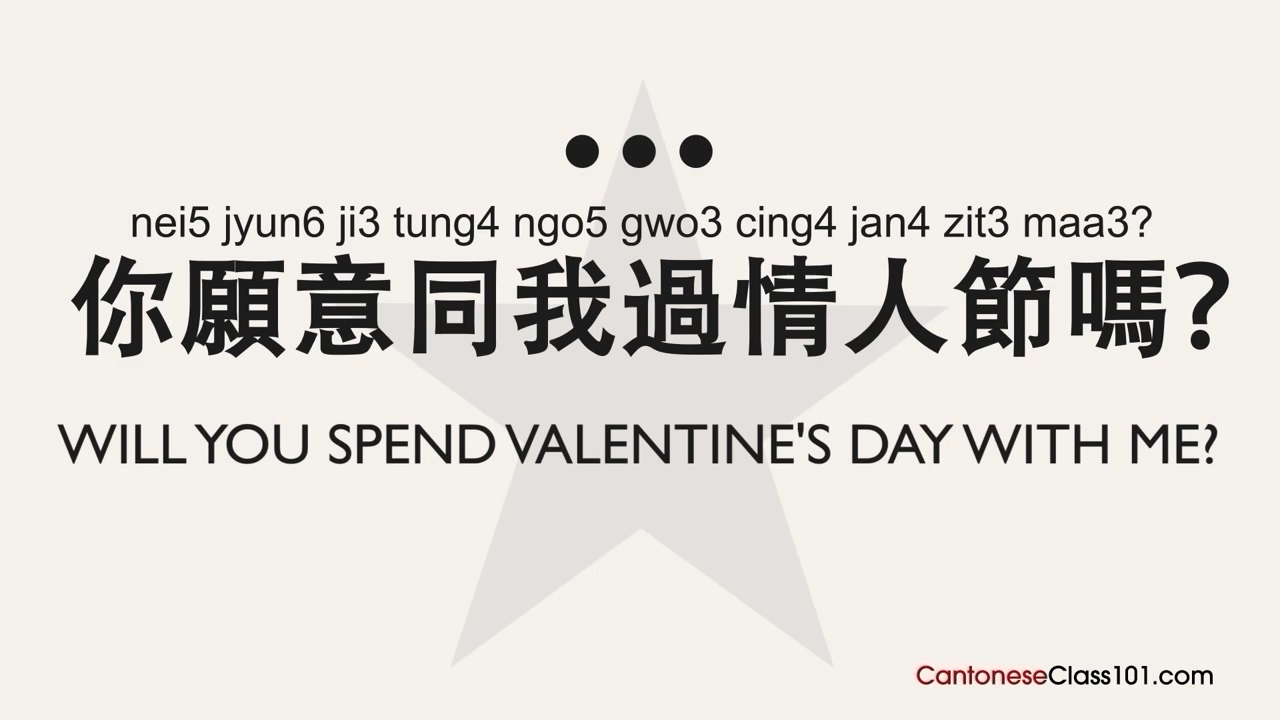 nei5 jyun6 ji3 tung4 ngo5 gwo3 cing4 jan4 zit3 maa3?
你願意同我過情人節嗎?
WILL YOU SPEND VALENTINE'S DAY WITH ME?
CantoneseClass101.com